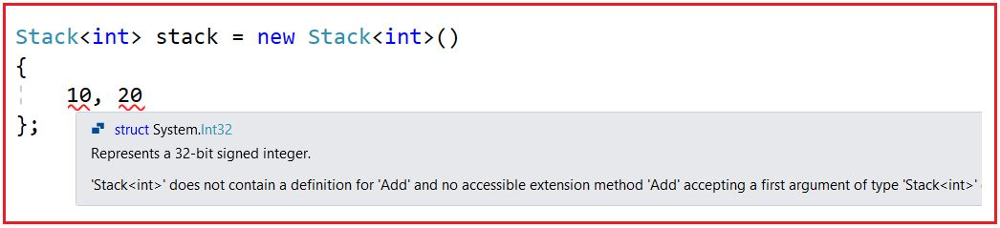 Stack<int> stack = new Stack<int>()
{
10, 20
};
struct System.Int32
Represents a 32-bit signed integer.
'Stack<int>' does not contain a definition for 'Add' and no accessible extension method 'Add' accepting a first argument of type 'Stack<int>'